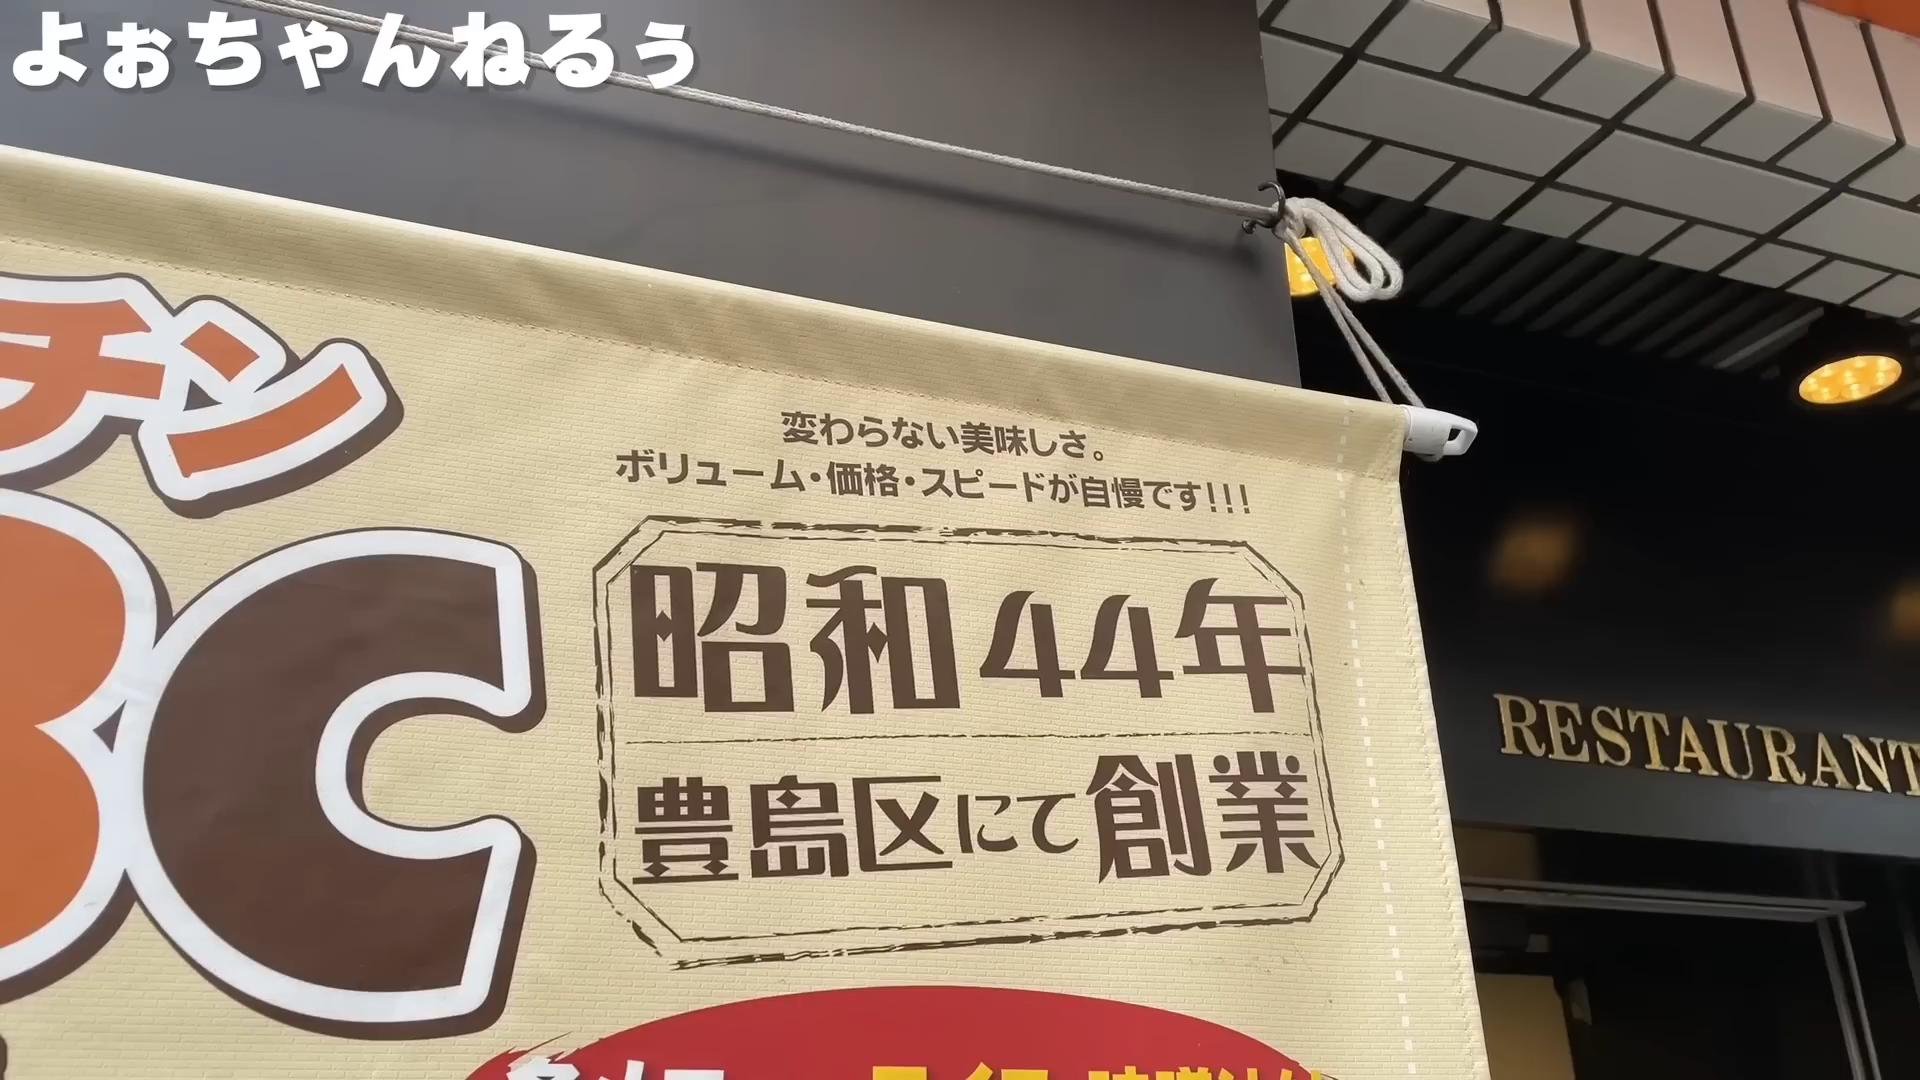 よぉちゃんねるぅ
チン
BC
変わらない美味しさ。
ボリューム・価格・スピードが自慢です!!!
昭和44年
豊島区にて創業
RESTAURANT